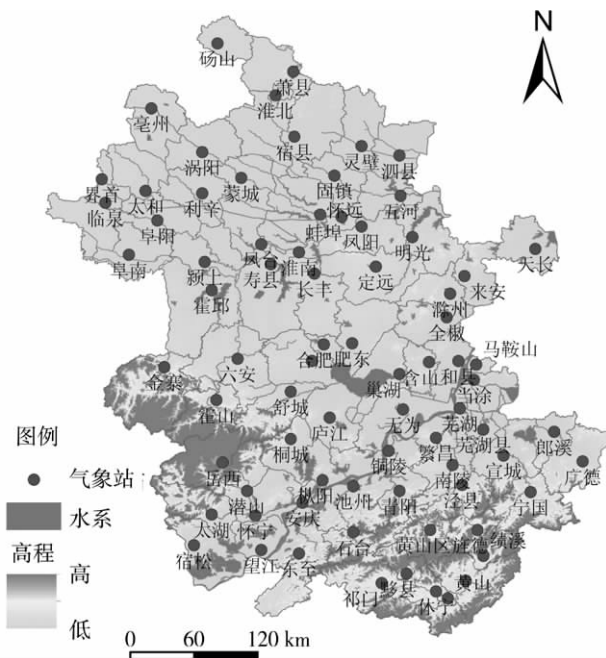 N
砀山
萧县
淮北
亳州
宿县
灵璧
泗县
涡阳
界首
太和
蒙城
固镇
临泉
利辛
怀远
五河
阜阳
蚌埠
凤阳
明光
阜南
颍上
凤台
淮南
寿县
长丰
定远
天长
霍邱
来安
滁州
全椒
合肥
肥东
马鞍山
金寨
六安
巢湖
含山
和县
当涂
霍山
舒城
庐江
无为
芜湖
芜湖县
郎溪
图例
桐城
繁昌
宣城
广德
气象站
岳西
铜陵
南陵
泾县
水系
潜山
枞阳
池州
青阳
宁国
高程
太湖
怀宁
安庆
高
宿松
望江
东至
石台
黄山区
旌德
绩溪
低
祁门
黟县
黄山
休宁
0 60 120 km